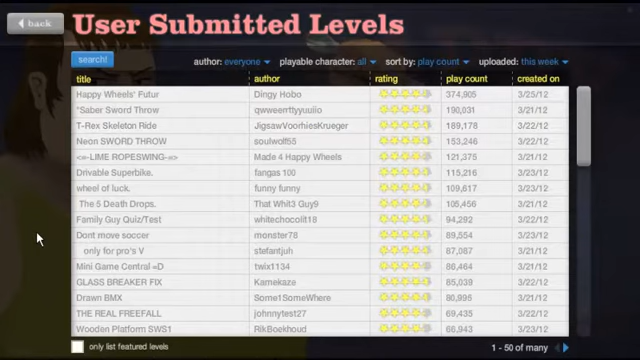 back
User Submitted Levels
search!
author: everyone playable character: all sort by: play count uploaded: this week
title author rating play count created on
Happy Wheels' Futur Dingy Hobo 374,905 3/25/12
"Saber Sword Throw qwweerrttyyuuiio 190,031 3/21/12
T-Rex Skeleton Ride JigsawVoorhiesKrueger 189,178 3/22/12
Neon SWORD THROW soulwolf55 153,246 3/22/12
<=-LIME ROPESWING-=> Made 4 Happy Wheels 121,375 3/21/12
Drivable Superbike. fangas 100 115,216 3/23/12
wheel of luck. funny funny 109,617 3/23/12
The 5 Death Drops. That Whit3 Guy9 105,456 3/21/12
Family Guy Quiz/Test whitechocolit18 94,292 3/22/12
Dont move soccer monster78 89,554 3/23/12
only for pro's V stefantjuh 87,087 3/21/12
Mini Game Central =D twix1134 86,464 3/21/12
GLASS BREAKER FIX Kamekaze 85,039 3/22/12
Drawn BMX Some1SomeWhere 80,995 3/21/12
THE REAL FREEFALL johnnytest27 69,435 3/22/12
Wooden Platform SWS1 RikBoekhoud 66,943 3/23/12
only list featured levels 1 - 50 of many